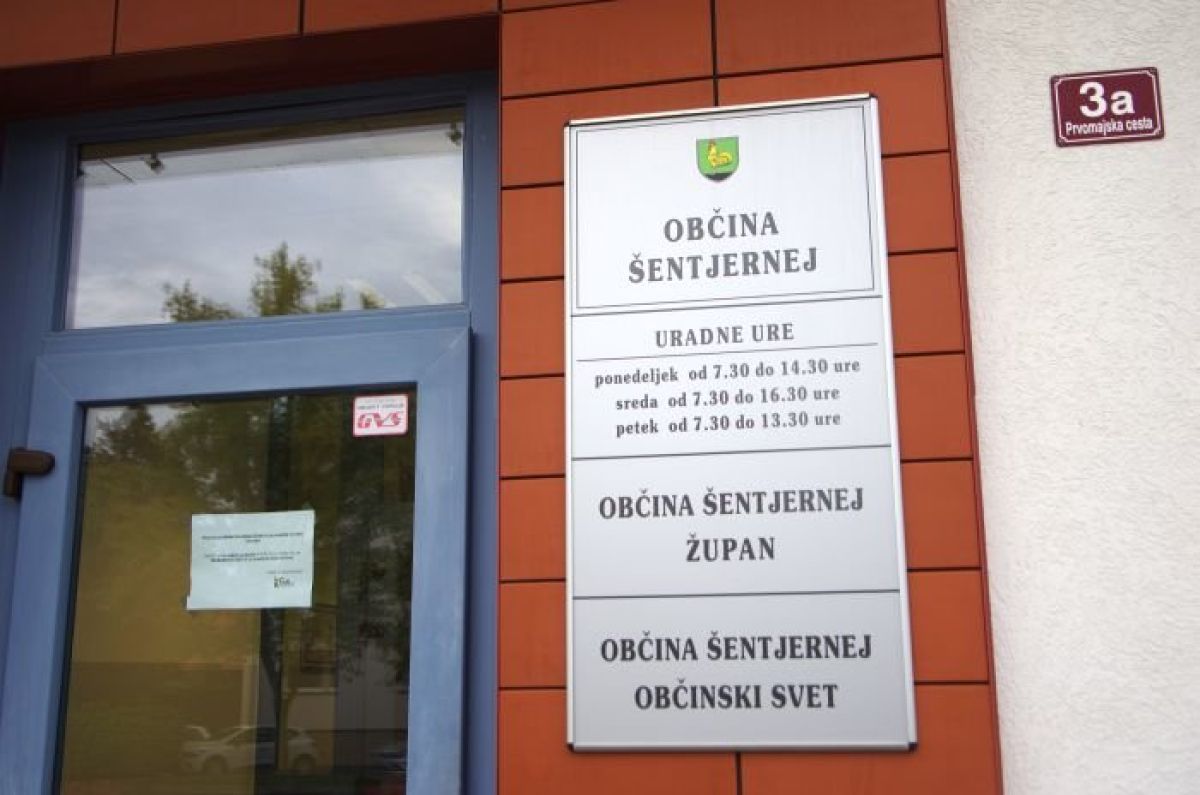 3a
Prvomajska cesta
OBČINA
ŠENTJERNEJ
URADNE URE
ponedeljek od 7.30 do 14.30 ure
sreda od 7.30 do 16.30 ure
petek od 7.30 do 13.30 ure
OBČINA ŠENTJERNEJ
ŽUPAN
OBČINA ŠENTJERNEJ
OBČINSKI SVET
GVS